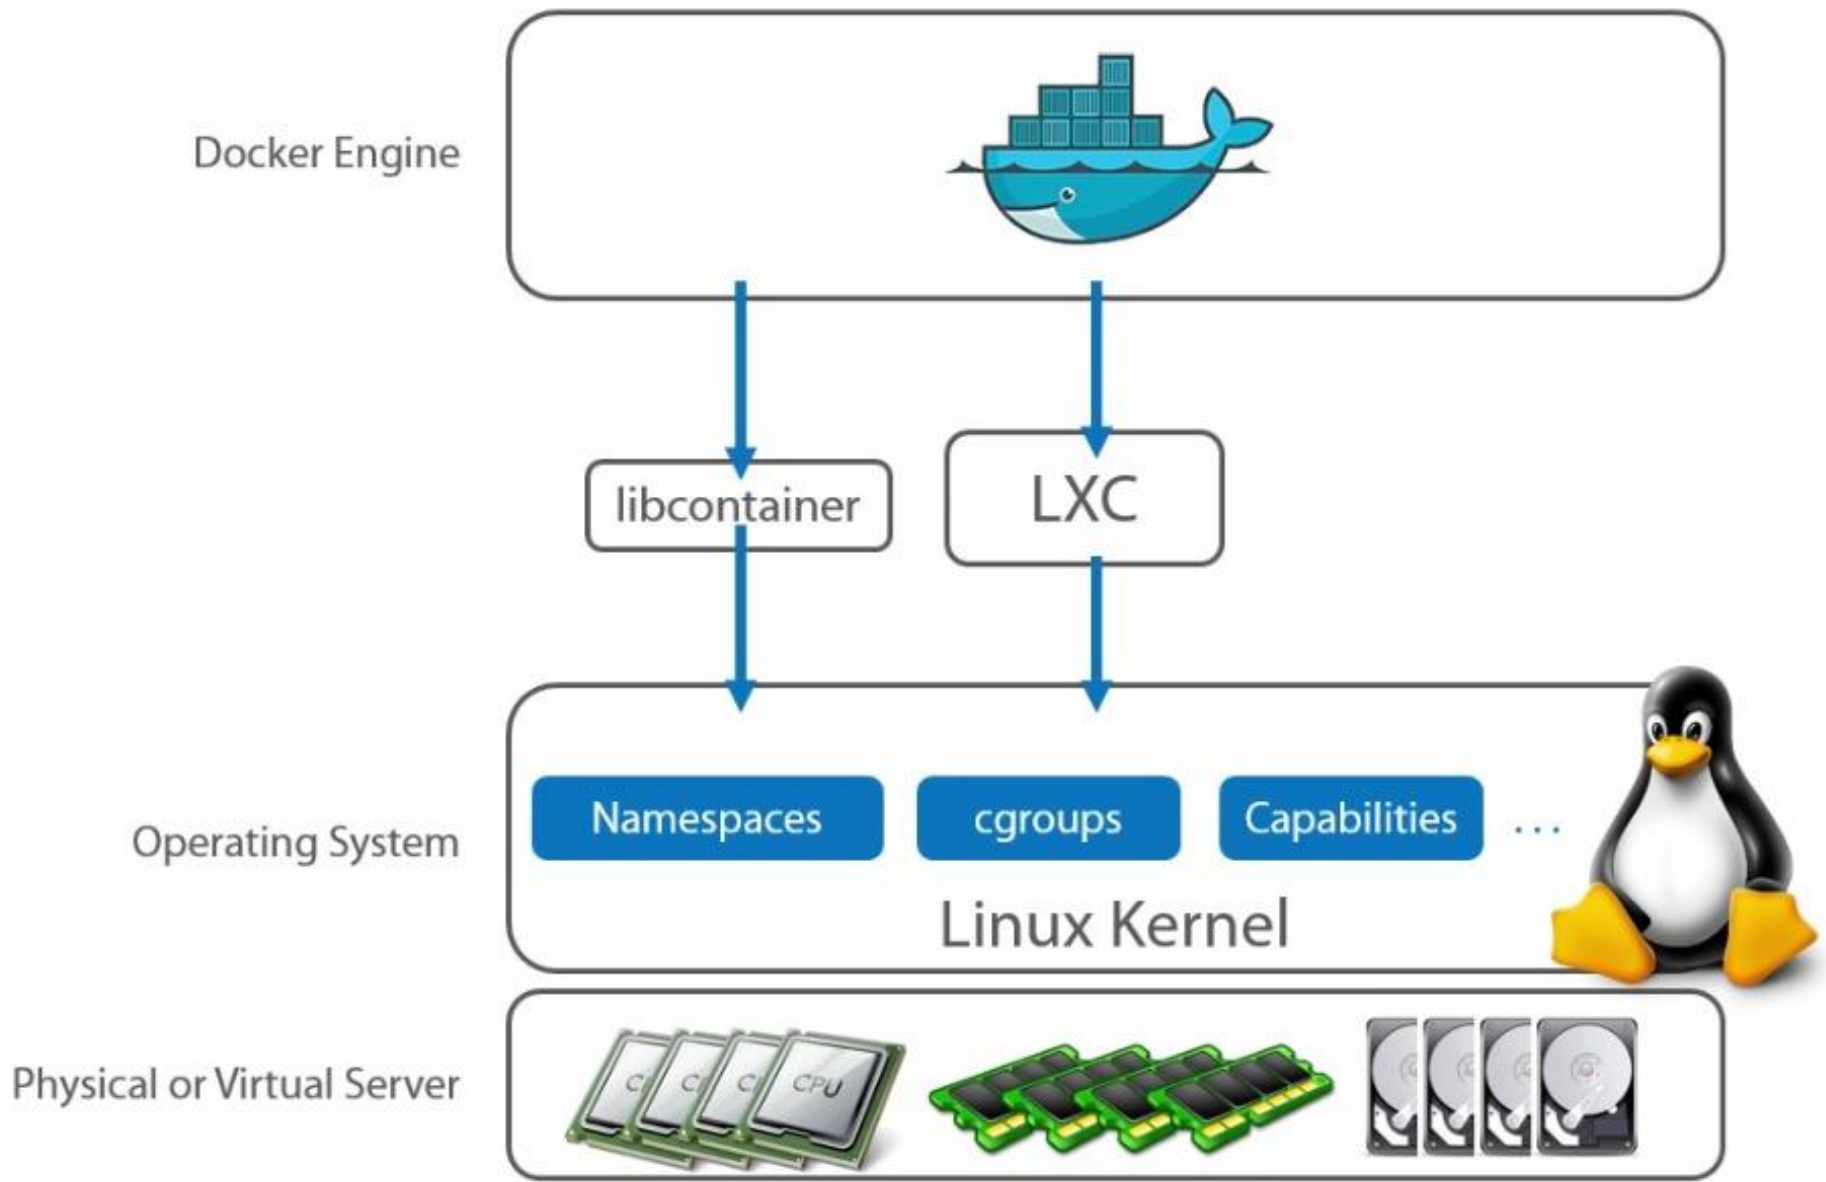 Docker Engine
libcontainer
LXC
Operating System
Namespaces
cgroups
Capabilities
...
Linux Kernel
Physical or Virtual Server
C
C
C
CPU